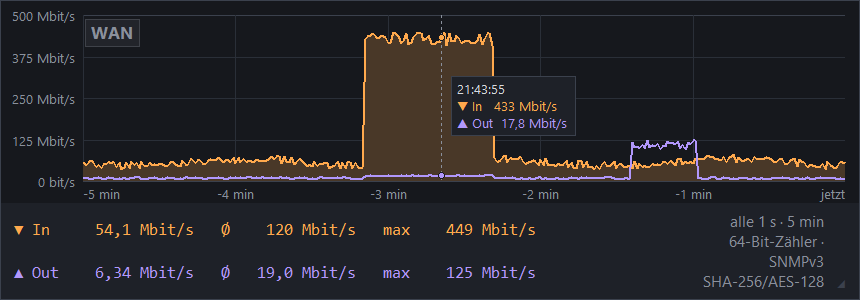 500 Mbit/s
WAN
375 Mbit/s
250 Mbit/s
125 Mbit/s
0 bit/s
21:43:55
▼ In 433 Mbit/s
▲ Out 17,8 Mbit/s
-5 min -4 min -3 min -2 min -1 min jetzt
▼ In 54,1 Mbit/s Ø 120 Mbit/s max 449 Mbit/s
▲ Out 6,34 Mbit/s Ø 19,0 Mbit/s max 125 Mbit/s
alle 1 s · 5 min
64-Bit-Zähler ·
SNMPv3
SHA-256/AES-128